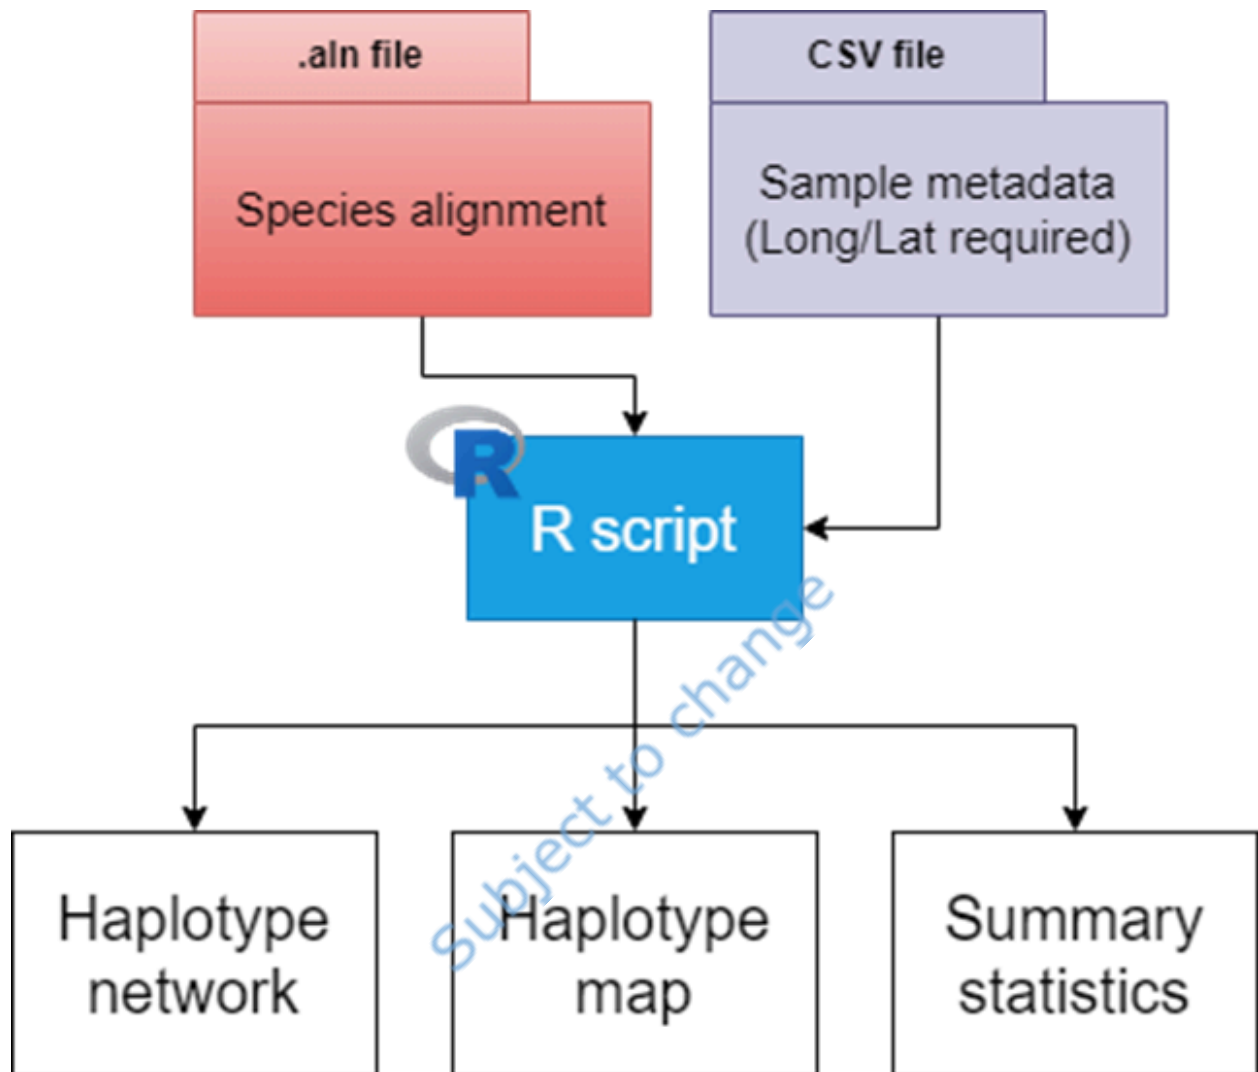 .aln file
CSV file
Species alignment
Sample metadata
(Long/Lat required)
R
R script
Subject to change
Haplotype
network
Haplotype
map
Summary
statistics